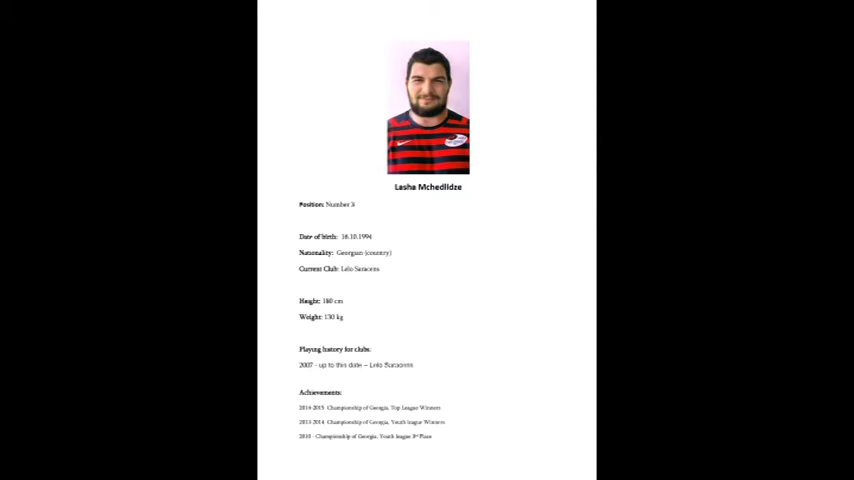 Lasha Mchedlidze
Position: Number 3
Date of birth: 16.10.1994
Nationality: Georgian (country)
Current Club: Lelo Saracens
Height: 180 cm
Weight: 130 kg
Playing history for clubs:
2007 - up to this date – Lelo Saracens
Achievements:
2014-2015 Championship of Georgia, Top League Winners
2013-2014 Championship of Georgia, Youth league Winners
2010 - Championship of Georgia, Youth league 3rd Place